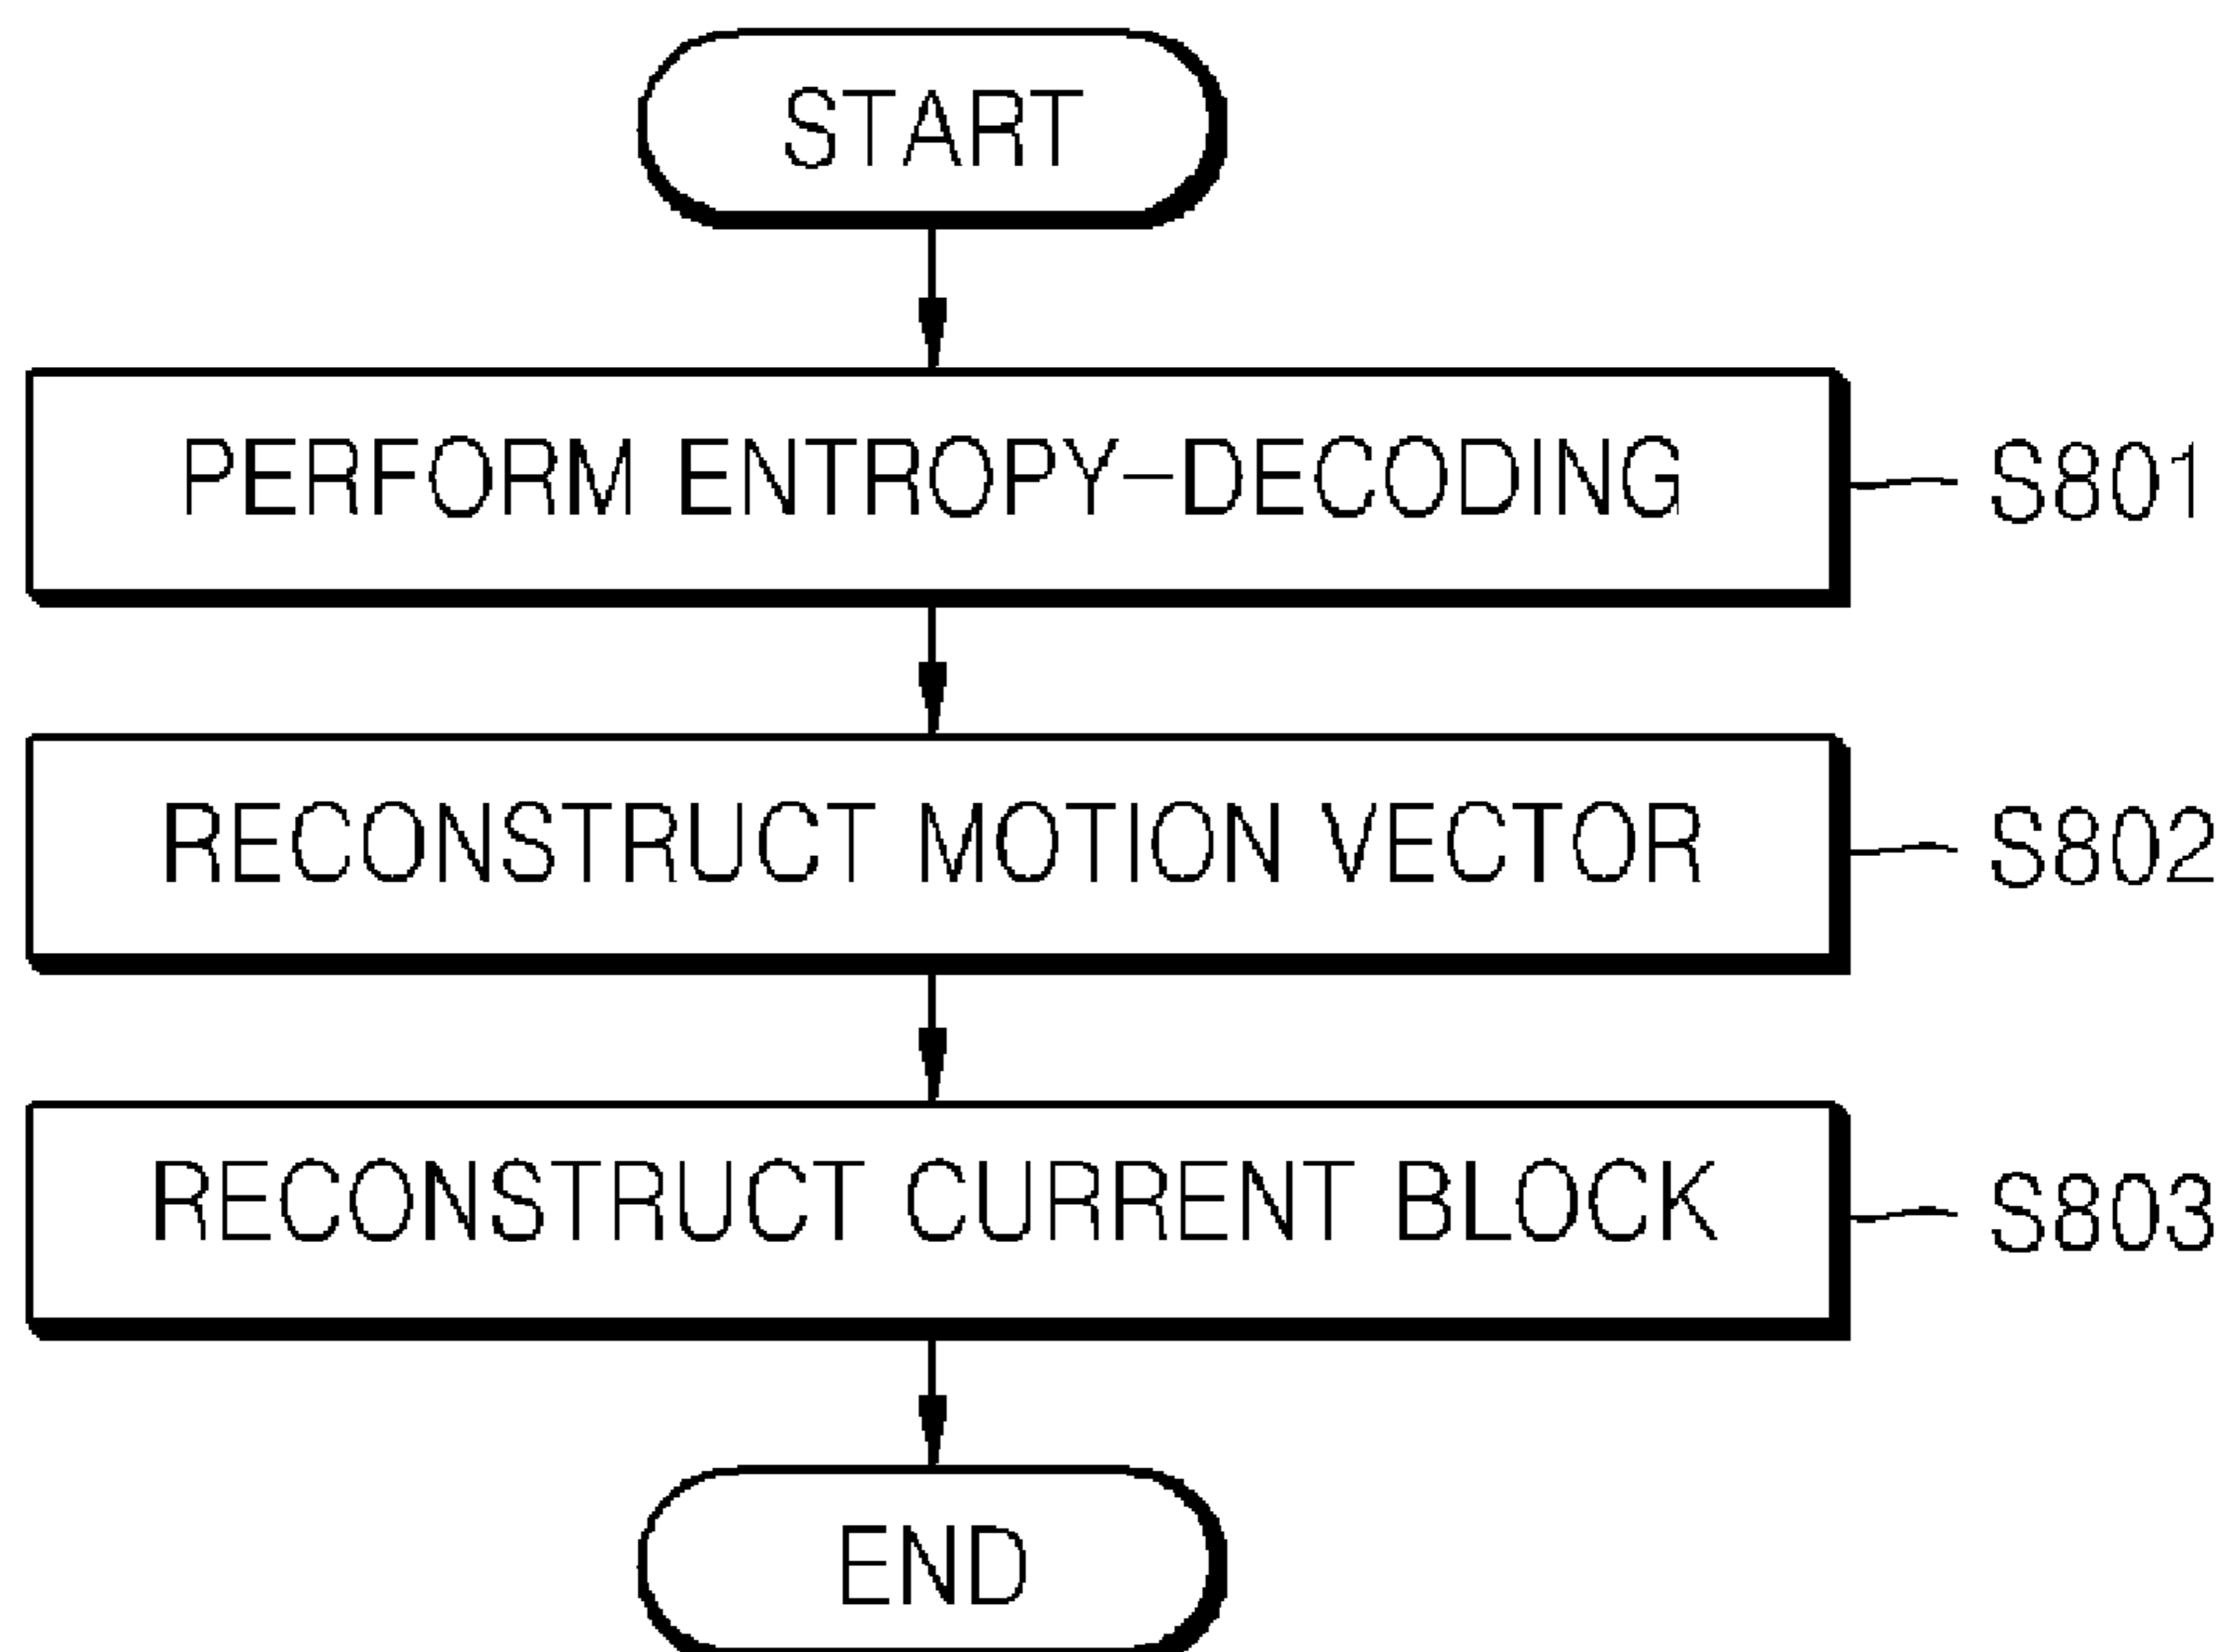 START
PERFORM ENTROPY-DECODING S801
RECONSTRUCT MOTION VECTOR S802
RECONSTRUCT CURRENT BLOCK S803
END